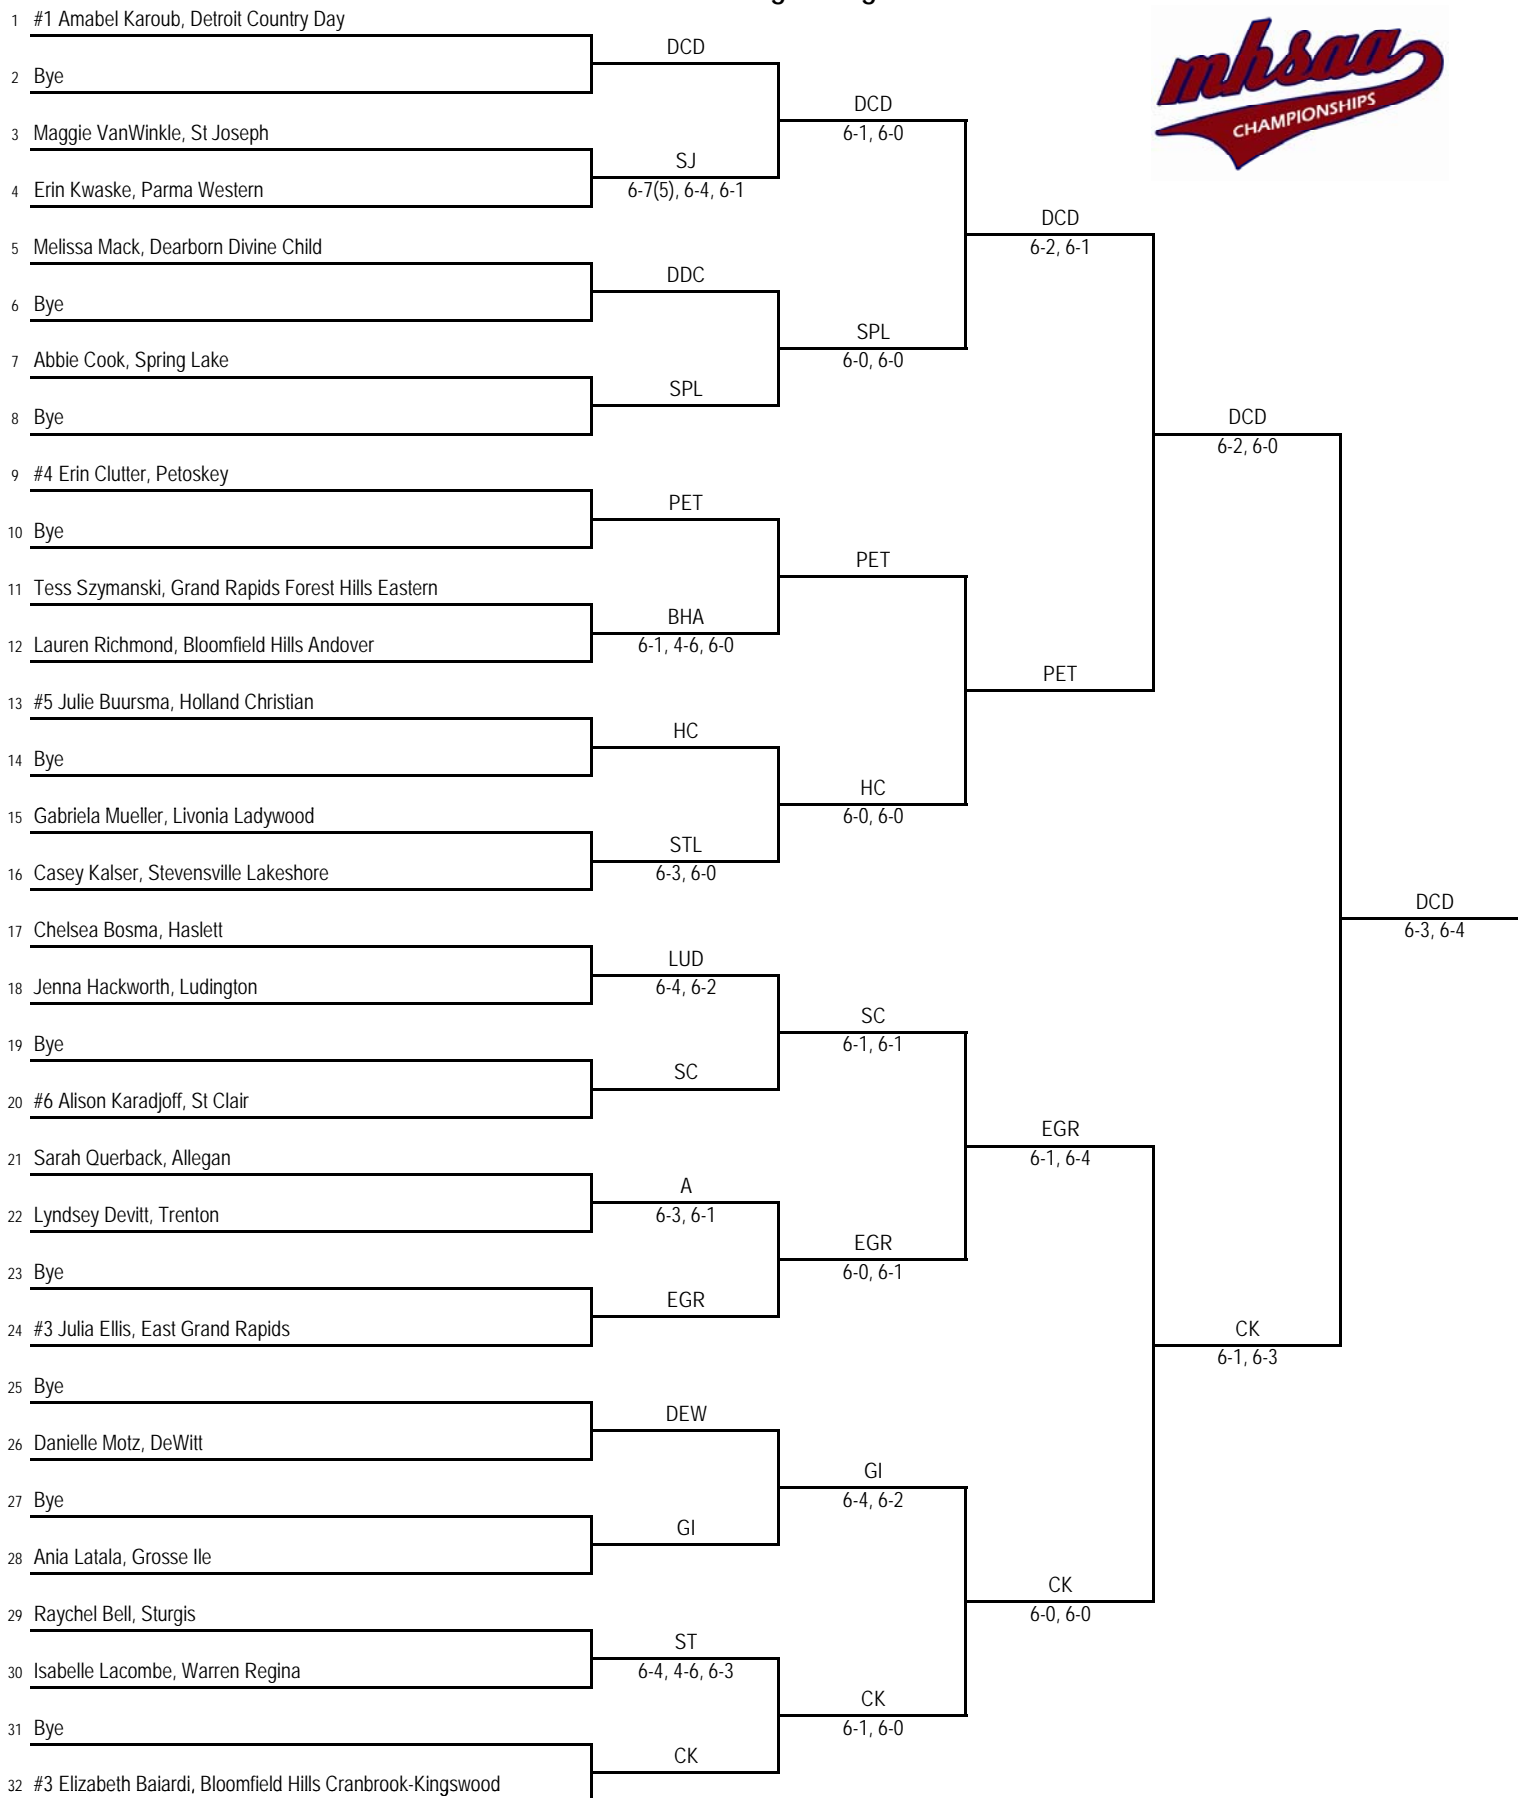 1 #1 Amabel Karoub, Detroit Country Day
DCD
2 Bye
DCD
6-1, 6-0
3 Maggie VanWinkle, St Joseph
SJ
6-7(5), 6-4, 6-1
4 Erin Kwaske, Parma Western
DCD
6-2, 6-1
5 Melissa Mack, Dearborn Divine Child
DDC
6 Bye
SPL
6-0, 6-0
7 Abbie Cook, Spring Lake
SPL
8 Bye
DCD
6-2, 6-0
9 #4 Erin Clutter, Petoskey
PET
10 Bye
PET
11 Tess Szymanski, Grand Rapids Forest Hills Eastern
BHA
6-1, 4-6, 6-0
12 Lauren Richmond, Bloomfield Hills Andover
PET
13 #5 Julie Buursma, Holland Christian
HC
14 Bye
HC
6-0, 6-0
15 Gabriela Mueller, Livonia Ladywood
STL
6-3, 6-0
16 Casey Kalser, Stevensville Lakeshore
DCD
6-3, 6-4
17 Chelsea Bosma, Haslett
LUD
6-4, 6-2
18 Jenna Hackworth, Ludington
SC
6-1, 6-1
19 Bye
SC
20 #6 Alison Karadjoff, St Clair
EGR
6-1, 6-4
21 Sarah Querback, Allegan
A
6-3, 6-1
22 Lyndsey Devitt, Trenton
EGR
6-0, 6-1
23 Bye
EGR
24 #3 Julia Ellis, East Grand Rapids
CK
6-1, 6-3
25 Bye
DEW
26 Danielle Motz, DeWitt
GI
6-4, 6-2
27 Bye
GI
28 Ania Latala, Grosse Ile
CK
6-0, 6-0
29 Raychel Bell, Sturgis
ST
6-4, 4-6, 6-3
30 Isabelle Lacombe, Warren Regina
CK
6-1, 6-0
31 Bye
CK
32 #3 Elizabeth Baiardi, Bloomfield Hills Cranbrook-Kingswood
mhsaa
CHAMPIONSHIPS